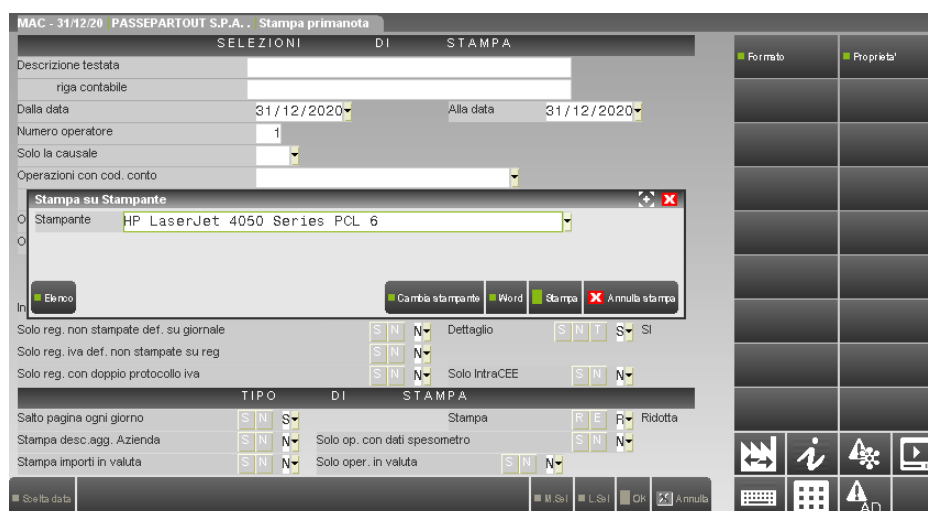 MAC - 31/12/20 PASSEPARTOUT S.P.A. . Stampa primanota
SELEZIONI DI STAMPA
Descrizione testata
riga contabile
Dalla data 31/12/2020 Alla data 31/12/2020
Numero operatore 1
Solo la causale
Operazioni con cod. conto
Stampa su Stampante
Stampante HP LaserJet 4050 Series PCL 6
Elenco Cambia stampante Word Stampa Annulla stampa
Solo reg. non stampate def. su giornale S N N Dettaglio S N T S SI
Solo reg. iva def. non stampate su reg S N N
Solo reg. con doppio protocollo iva S N N Solo IntraCEE S N N
TIPO DI STAMPA
Salto pagina ogni giorno S N S Stampa R E R Ridotta
Stampa desc.agg. Azienda S N N Solo op. con dati spesometro S N N
Stampa importi in valuta S N N Solo oper. in valuta S N N
Scelta data M.Sel L.Sel OK Annulla
Formato Proprieta'
AD